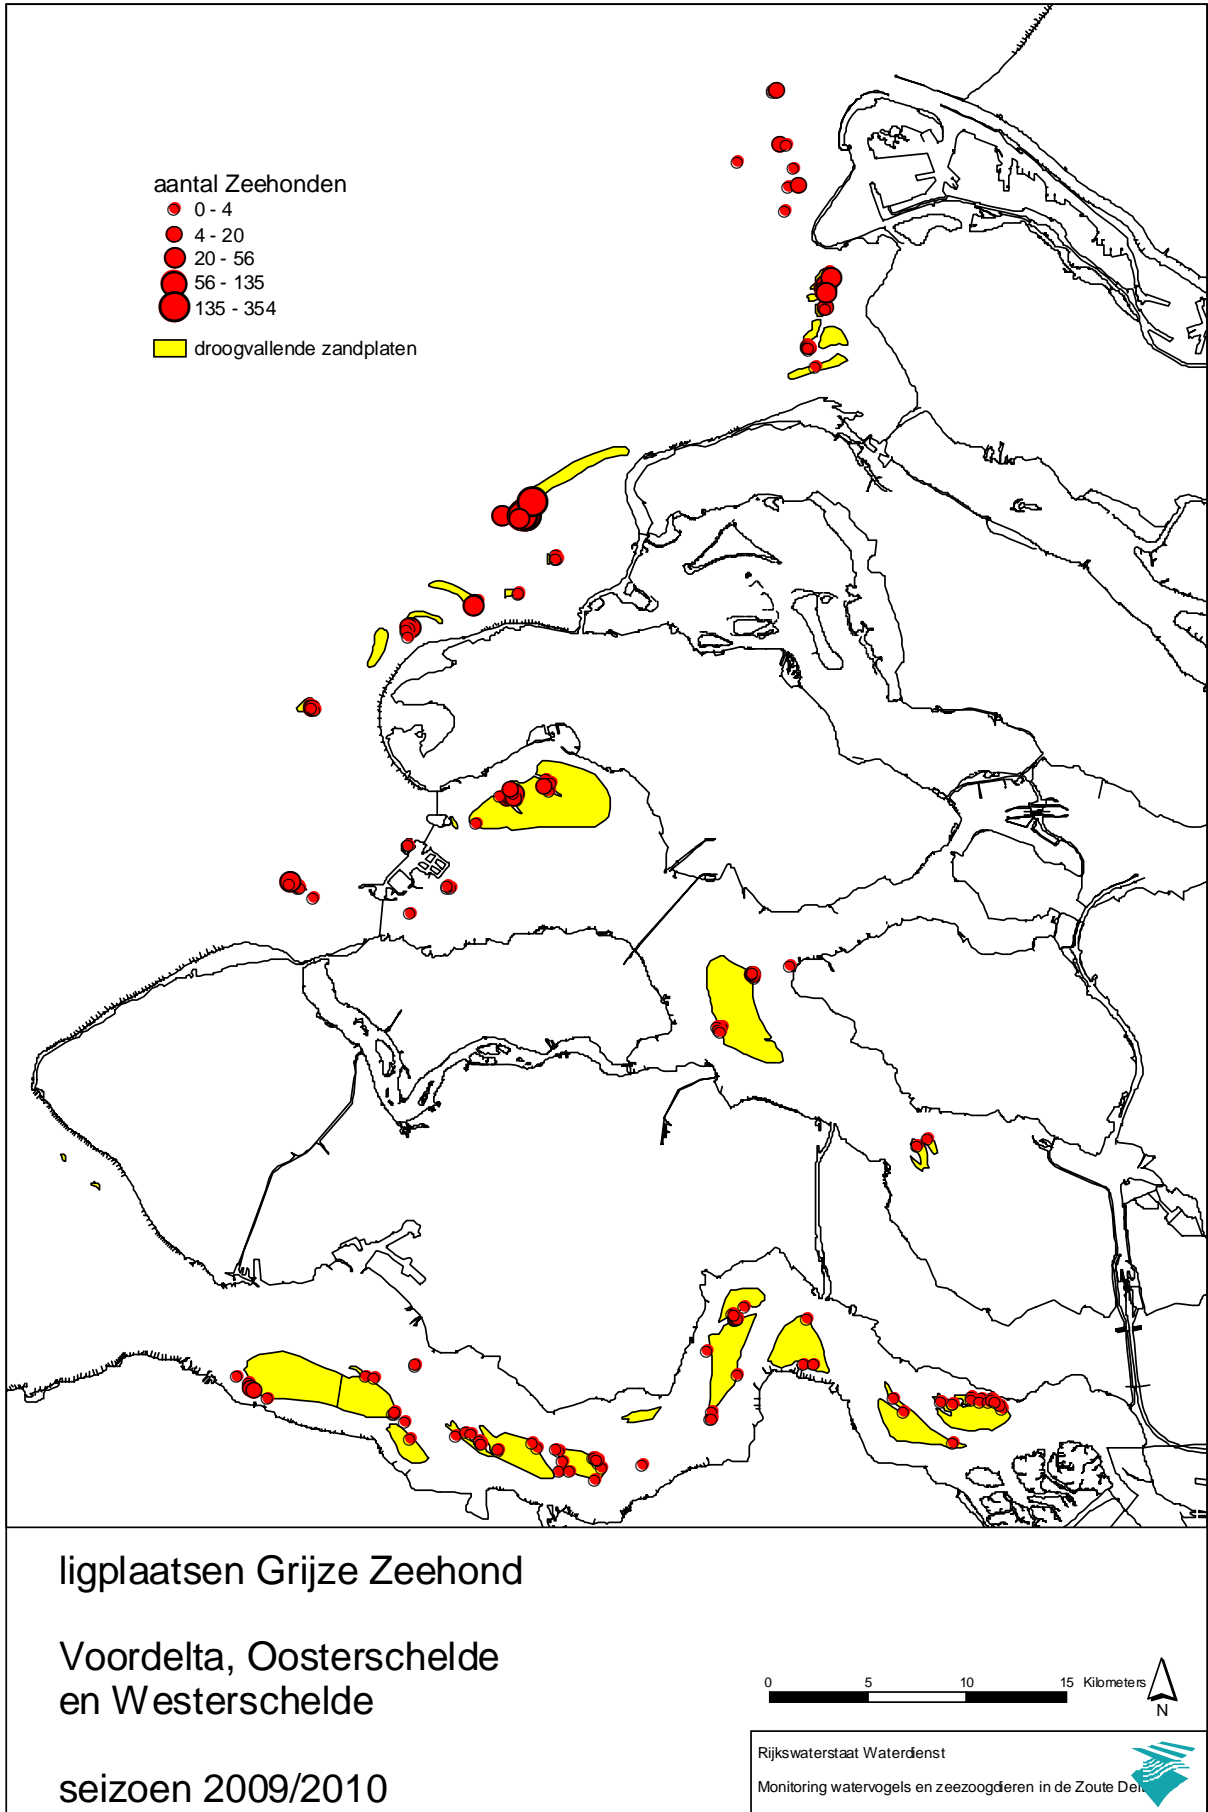 aantal Zeehonden
0 - 4
4 - 20
20 - 56
56 - 135
135 - 354
droogvallende zandplaten
ligplaatsen Grijze Zeehond
Voordelta, Oosterschelde
en Westerschelde
seizoen 2009/2010
0 5 10 15 Kilometers
N
Rijkswaterstaat Waterdienst
Monitoring watervogels en zeezoogdieren in de Zoute